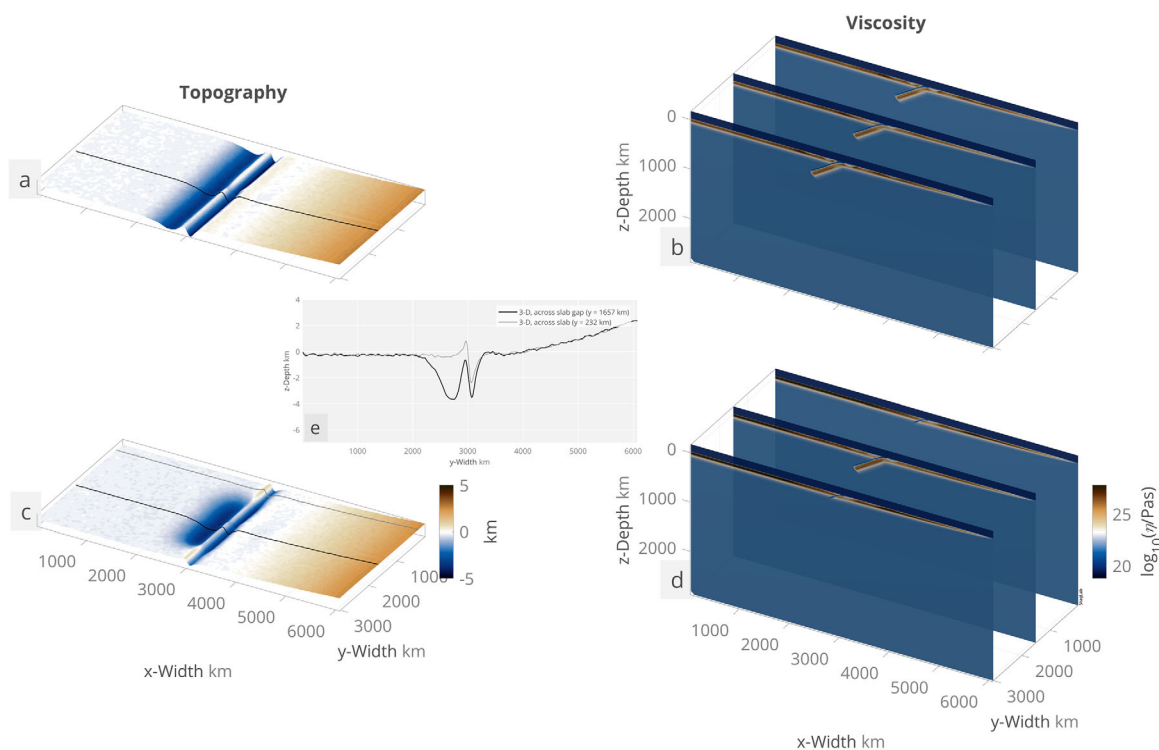 Topography
a
Viscosity
0
1000
2000
z-Depth km
b
4
2
0
-2
-4
-6
z-Depth km
3-D, across slab gap (y = 1657 km)
3-D, across slab (y = 232 km)
e
1000
2000
3000
4000
5000
6000
y-Width km
c
5
0
-5
km
1000
2000
3000
4000
5000
6000
x-Width km
1000
2000
3000
y-Width km
0
1000
2000
z-Depth km
d
25
20
log10(η/Pas)
1000
2000
3000
4000
5000
6000
x-Width km
1000
2000
3000
y-Width km